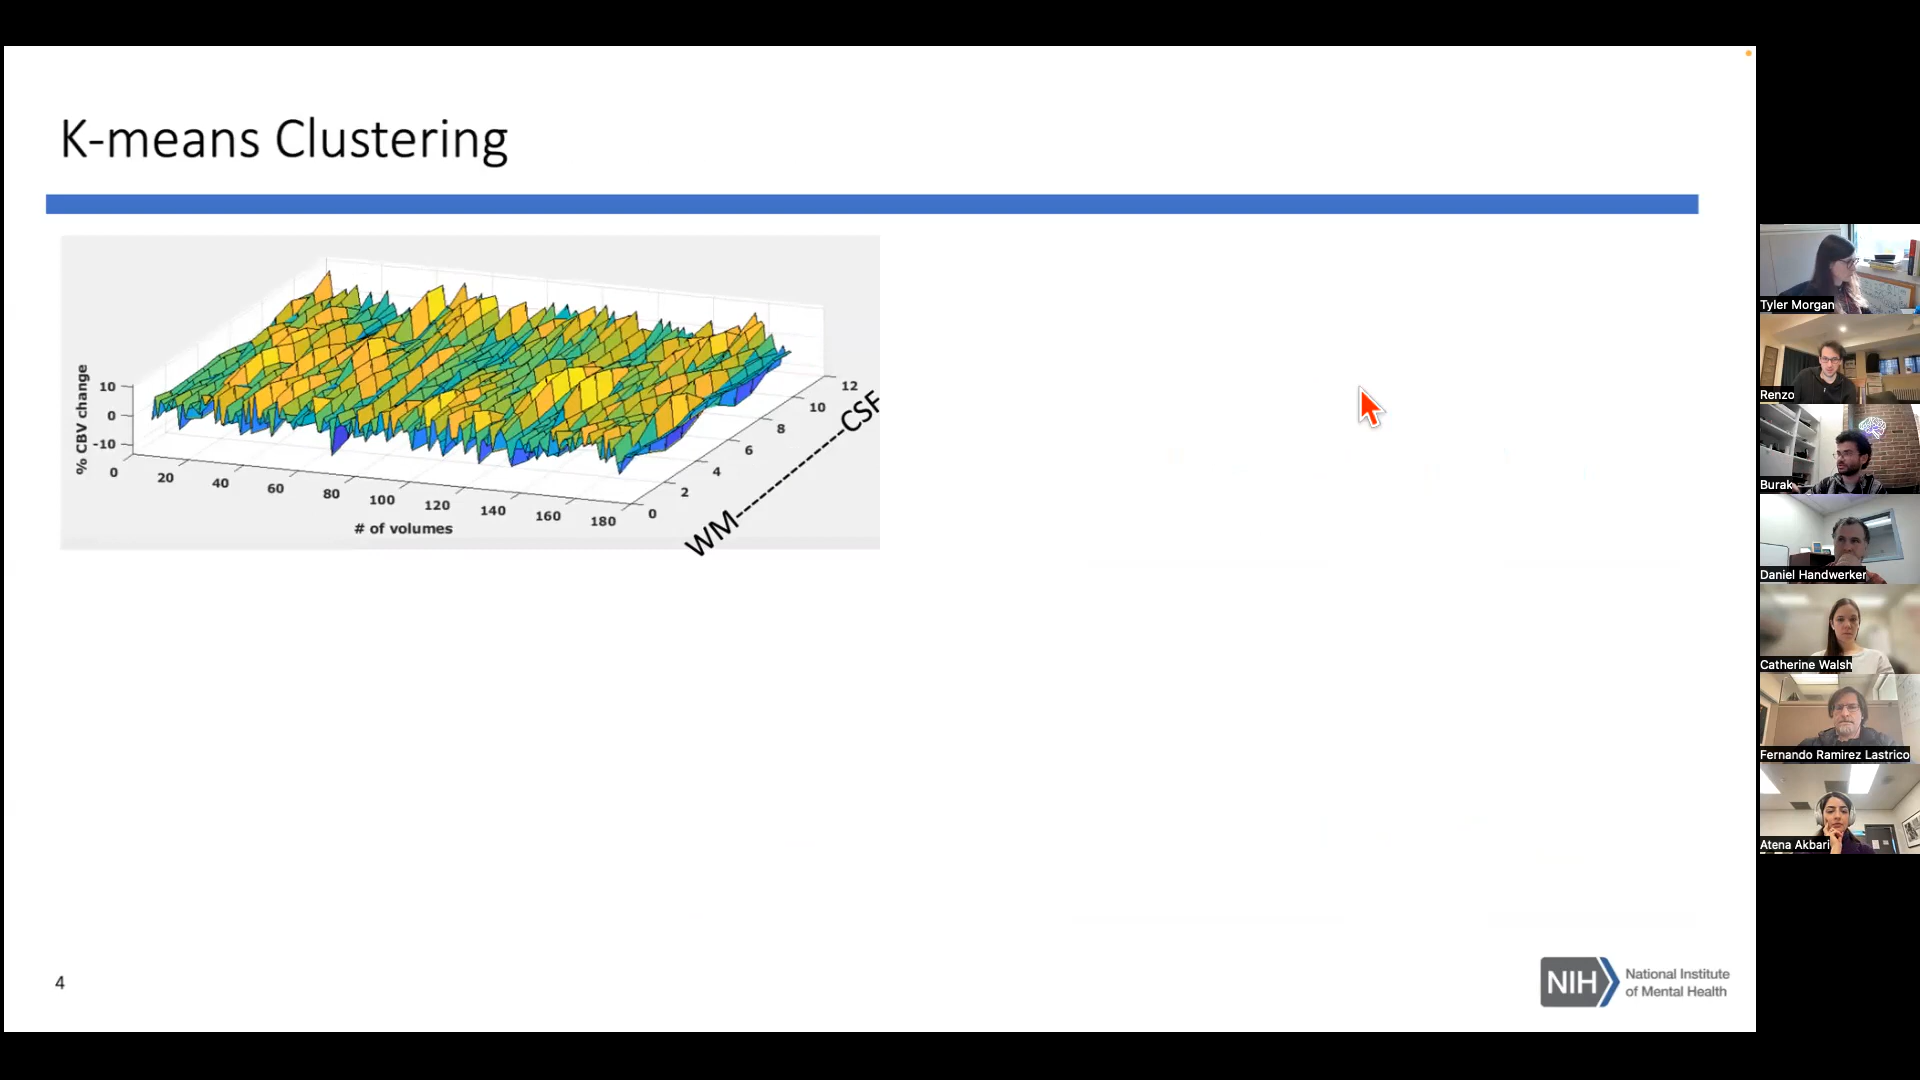 K-means Clustering
% CBV change
10
0
-10
0
20
40
60
80
100
120
140
160
180
# of volumes
0
2
4
6
8
10
12
WM
CSF
4
NIH
National Institute
of Mental Health
Tyler Morgan
Renzo
Burak
Daniel Handwerker
Catherine Walsh
Fernando Ramirez Lastrico
Atena Akbari